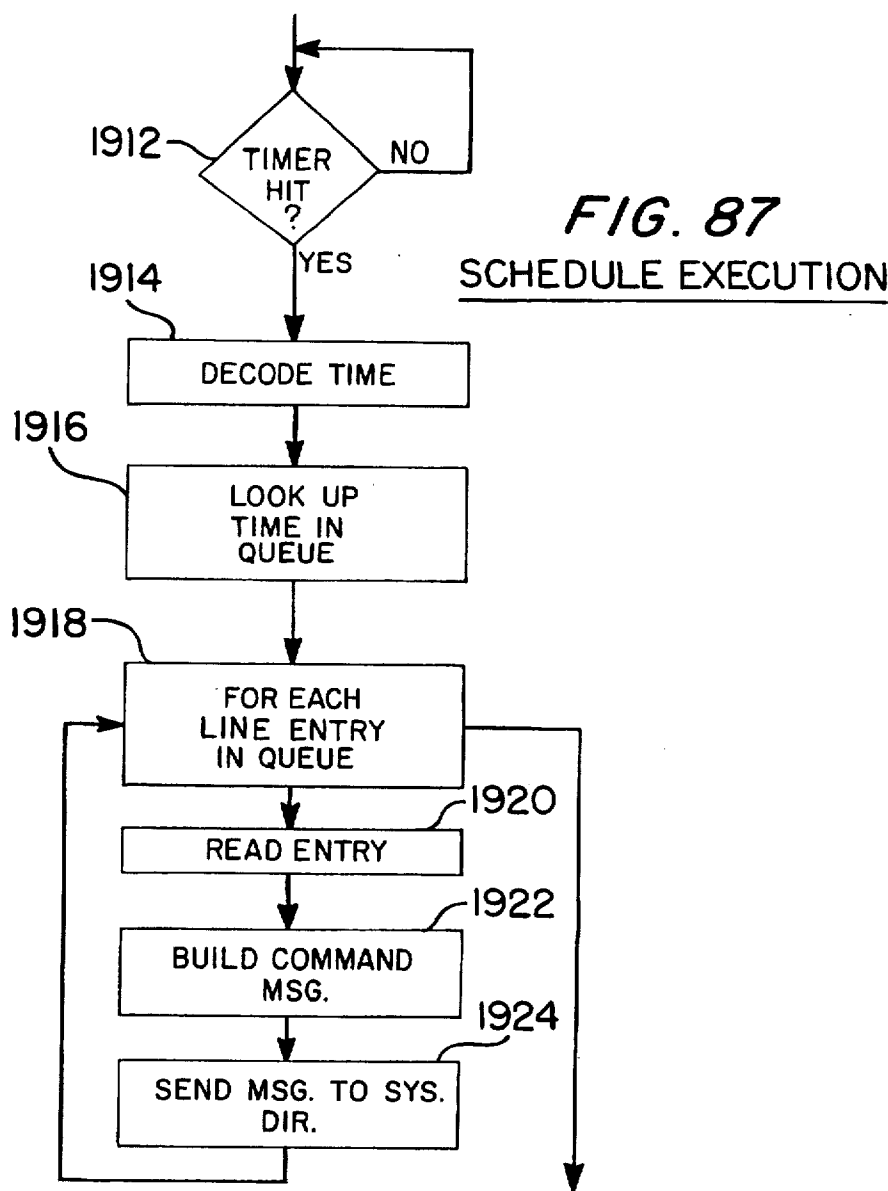 1912
TIMER
HIT
?
NO
YES
FIG. 87
SCHEDULE EXECUTION
1914
DECODE TIME
1916
LOOK UP
TIME IN
QUEUE
1918
FOR EACH
LINE ENTRY
IN QUEUE
1920
READ ENTRY
1922
BUILD COMMAND
MSG.
1924
SEND MSG. TO SYS.
DIR.